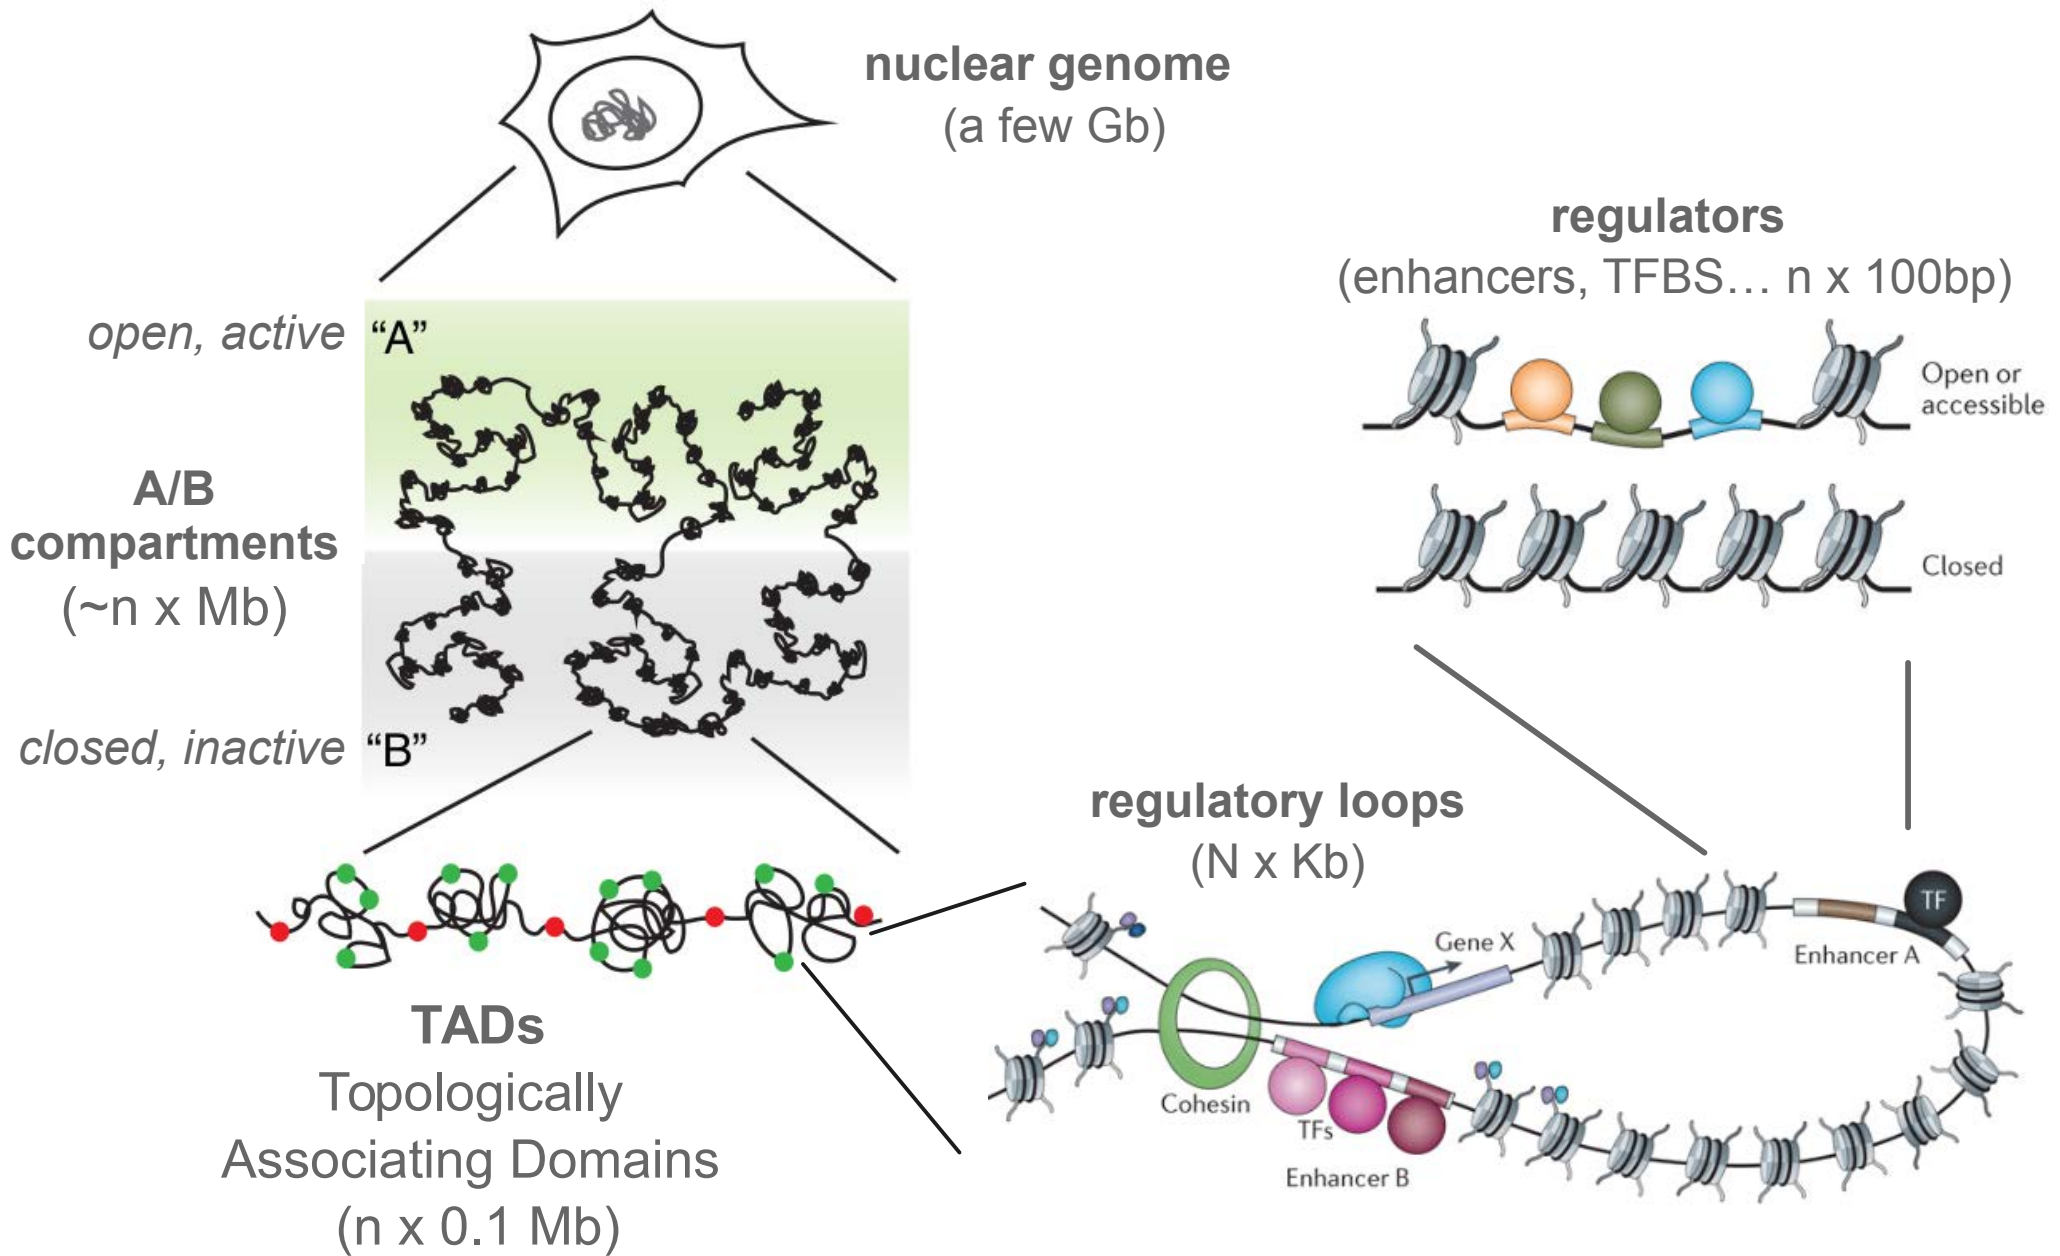 nuclear genome
(a few Gb)
regulators
(enhancers, TFBS… n x 100bp)
open, active
“A”
Open or
accessible
A/B
compartments
(~n x Mb)
Closed
closed, inactive
“B”
regulatory loops
(N x Kb)
TF
Gene X
Enhancer A
TADs
Topologically
Associating Domains
(n x 0.1 Mb)
Cohesin
TFs
Enhancer B